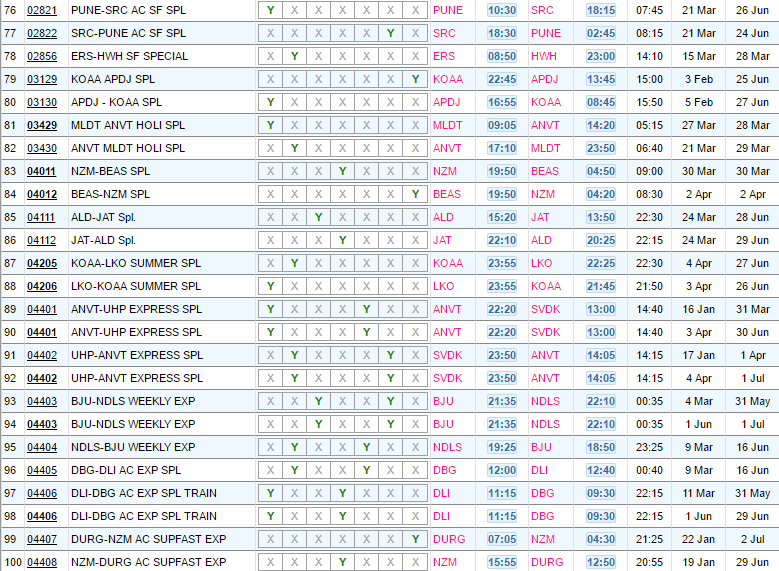 76 02821 PUNE-SRC AC SF SPL Y X X X X X X PUNE 10:30 SRC 18:15 07:45 21 Mar 26 Jun
77 02822 SRC-PUNE AC SF SPL X X X X X Y X SRC 18:30 PUNE 02:45 08:15 21 Mar 24 Jun
78 02856 ERS-HWH SF SPECIAL X Y X X X X X ERS 08:50 HWH 23:00 14:10 15 Mar 28 Mar
79 03129 KOAA APDJ SPL X X X X X X Y KOAA 22:45 APDJ 13:45 15:00 3 Feb 25 Jun
80 03130 APDJ - KOAA SPL Y X X X X X X APDJ 16:55 KOAA 08:45 15:50 5 Feb 27 Jun
81 03429 MLDT ANVT HOLI SPL Y X X X X X X MLDT 09:05 ANVT 14:20 05:15 27 Mar 28 Mar
82 03430 ANVT MLDT HOLI SPL X Y X X X X X ANVT 17:10 MLDT 23:50 06:40 21 Mar 29 Mar
83 04011 NZM-BEAS SPL X X X Y X X X NZM 19:50 BEAS 04:50 09:00 30 Mar 30 Mar
84 04012 BEAS-NZM SPL X X X X X X Y BEAS 19:50 NZM 04:20 08:30 2 Apr 2 Apr
85 04111 ALD-JAT Spl. X X Y X X X X ALD 15:20 JAT 13:50 22:30 24 Mar 28 Jun
86 04112 JAT-ALD Spl. X X X Y X X X JAT 22:10 ALD 20:25 22:15 24 Mar 29 Jun
87 04205 KOAA-LKO SUMMER SPL X Y X X X X X KOAA 23:55 LKO 22:25 22:30 4 Apr 27 Jun
88 04206 LKO-KOAA SUMMER SPL Y X X X X X X LKO 23:55 KOAA 21:45 21:50 3 Apr 26 Jun
89 04401 ANVT-UHP EXPRESS SPL Y X X X Y X X ANVT 22:20 SVDK 13:00 14:40 16 Jan 31 Mar
90 04401 ANVT-UHP EXPRESS SPL Y X X X Y X X ANVT 22:20 SVDK 13:00 14:40 3 Apr 30 Jun
91 04402 UHP-ANVT EXPRESS SPL X Y X X X Y X SVDK 23:50 ANVT 14:05 14:15 17 Jan 1 Apr
92 04402 UHP-ANVT EXPRESS SPL X Y X X X Y X SVDK 23:50 ANVT 14:05 14:15 4 Apr 1 Jul
93 04403 BJU-NDLS WEEKLY EXP X X Y X X Y X BJU 21:35 NDLS 22:10 00:35 4 Mar 31 May
94 04403 BJU-NDLS WEEKLY EXP X X Y X X Y X BJU 21:35 NDLS 22:10 00:35 1 Jun 1 Jul
95 04404 NDLS-BJU WEEKLY EXP X Y X X Y X X NDLS 19:25 BJU 18:50 23:25 9 Mar 16 Jun
96 04405 DBG-DLI AC EXP SPL X Y X X Y X X DBG 12:00 DLI 12:40 00:40 9 Mar 16 Jun
97 04406 DLI-DBG AC EXP SPL TRAIN Y X X Y X X X DLI 11:15 DBG 09:30 22:15 11 Mar 31 May
98 04406 DLI-DBG AC EXP SPL TRAIN Y X X Y X X X DLI 11:15 DBG 09:30 22:15 1 Jun 29 Jun
99 04407 DURG-NZM AC SUPFAST EXP X X X X X X Y DURG 07:05 NZM 04:30 21:25 22 Jan 2 Jul
100 04408 NZM-DURG AC SUPFAST EXP X X X Y X X X NZM 15:55 DURG 12:50 20:55 19 Jan 29 Jun